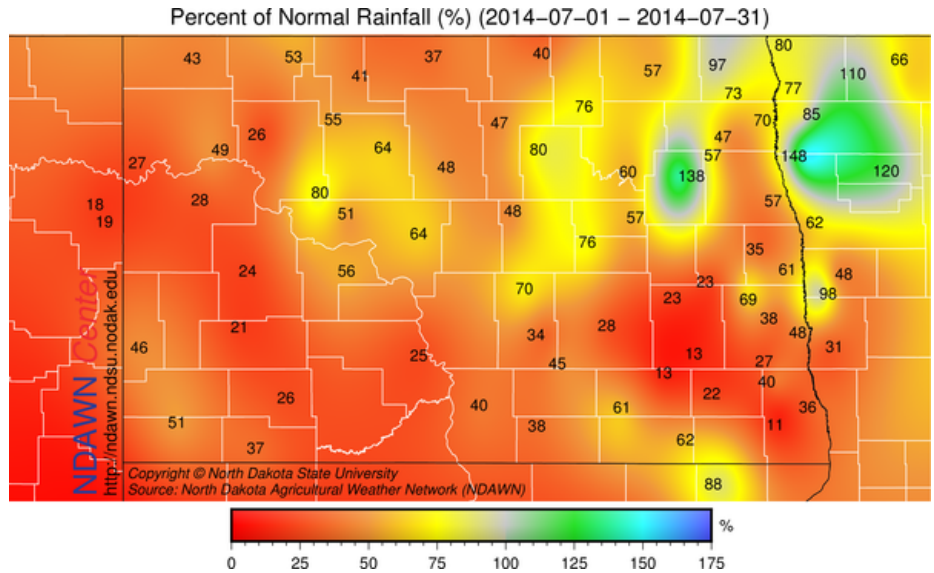 Percent of Normal Rainfall (%) (2014−07−01 − 2014−07−31)
80
43 53 37 40 57 97 66
41 110
73 77
76
55 47 70 85
26 47
49 64 80 57 148
27 48 60 138 120
80
18 28 57
19 51 48 57 62
64 76 35
24 56 61 48
23
70 23 69 98
38
21 34 28 48
46 25 45 13 27 31
13
26 40 61 22 40 36
51 38 11
37 62
88
NDAWN Center
http://ndawn.ndsu.nodak.edu
Copyright © North Dakota State University
Source: North Dakota Agricultural Weather Network (NDAWN)
%
0 25 50 75 100 125 150 175